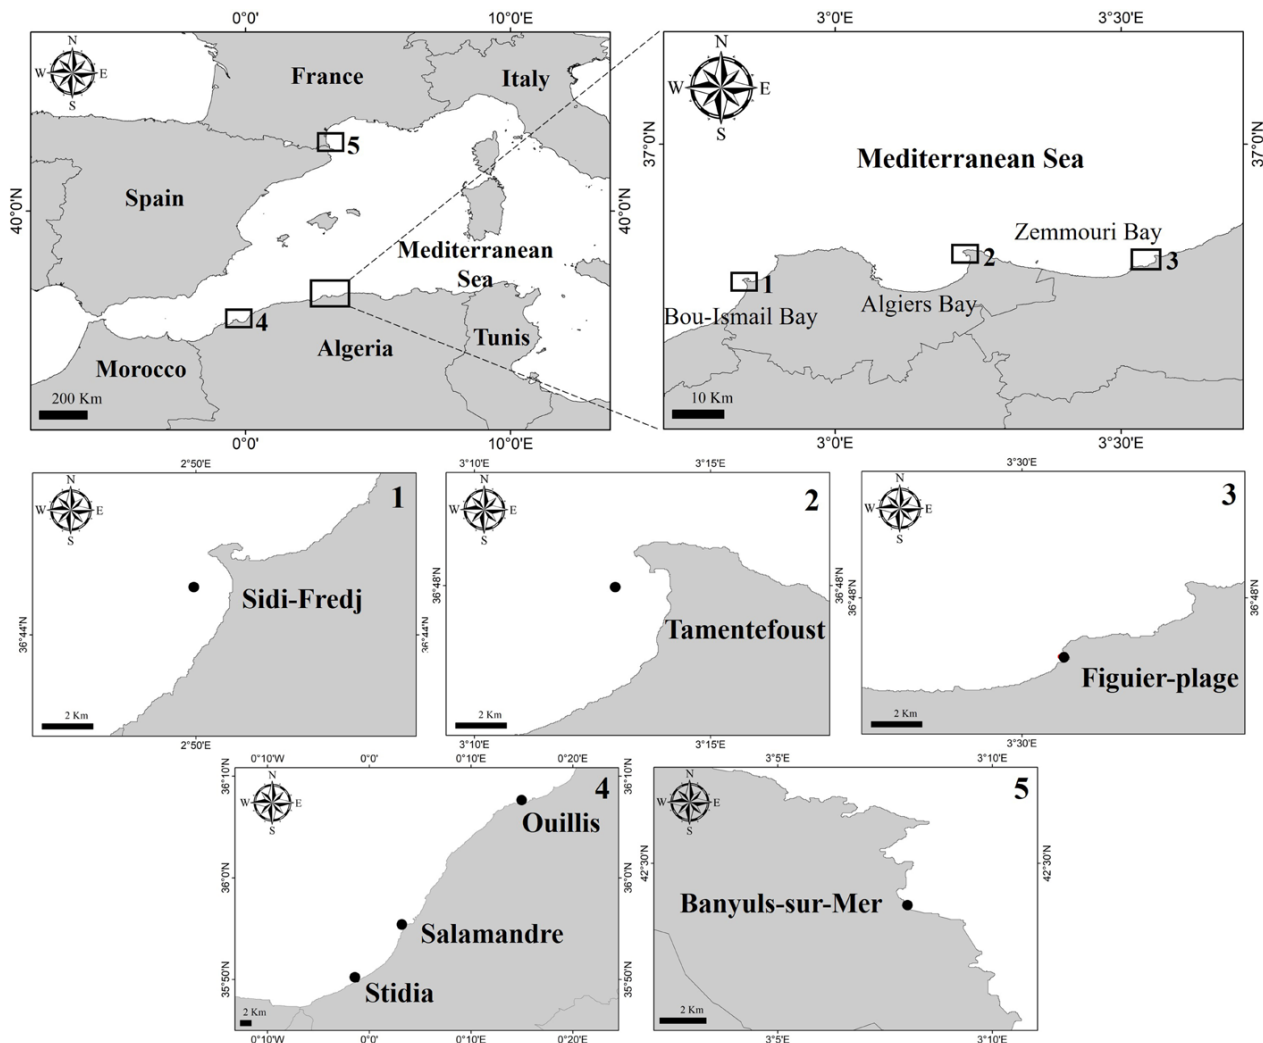 0°0' 10°0'E
N
W E
S
France
Italy
5
Spain
40°0'N
40°0'N
Mediterranean
Sea
4
Algeria
Tunis
Morocco
200 Km
0°0' 10°0'E
3°0'E 3°30'E
N
W E
S
37°0'N
37°0'N
Mediterranean Sea
Zemmouri Bay
2
3
1
Algiers Bay
Bou-Ismail Bay
10 Km
3°0'E 3°30'E
2°50'E
N
W E
S
1
Sidi-Fredj
36°44'N
36°44'N
2 Km
2°50'E
3°10'E 3°15'E
N
W E
S
2
36°48'N
36°48'N
Tamentefoust
2 Km
3°10'E 3°15'E
3°30'E
N
W E
S
3
36°48'N
36°48'N
Figuier-plage
2 Km
3°30'E
0°10'W 0°0' 0°10'E 0°20'E
N
W E
S
4
36°10'N
36°10'N
Ouillis
36°0'N
36°0'N
Salamandre
35°50'N
35°50'N
Stidia
2 Km
0°10'W 0°0' 0°10'E 0°20'E
3°5'E 3°10'E
N
W E
S
5
42°30'N
42°30'N
Banyuls-sur-Mer
2 Km
3°5'E 3°10'E